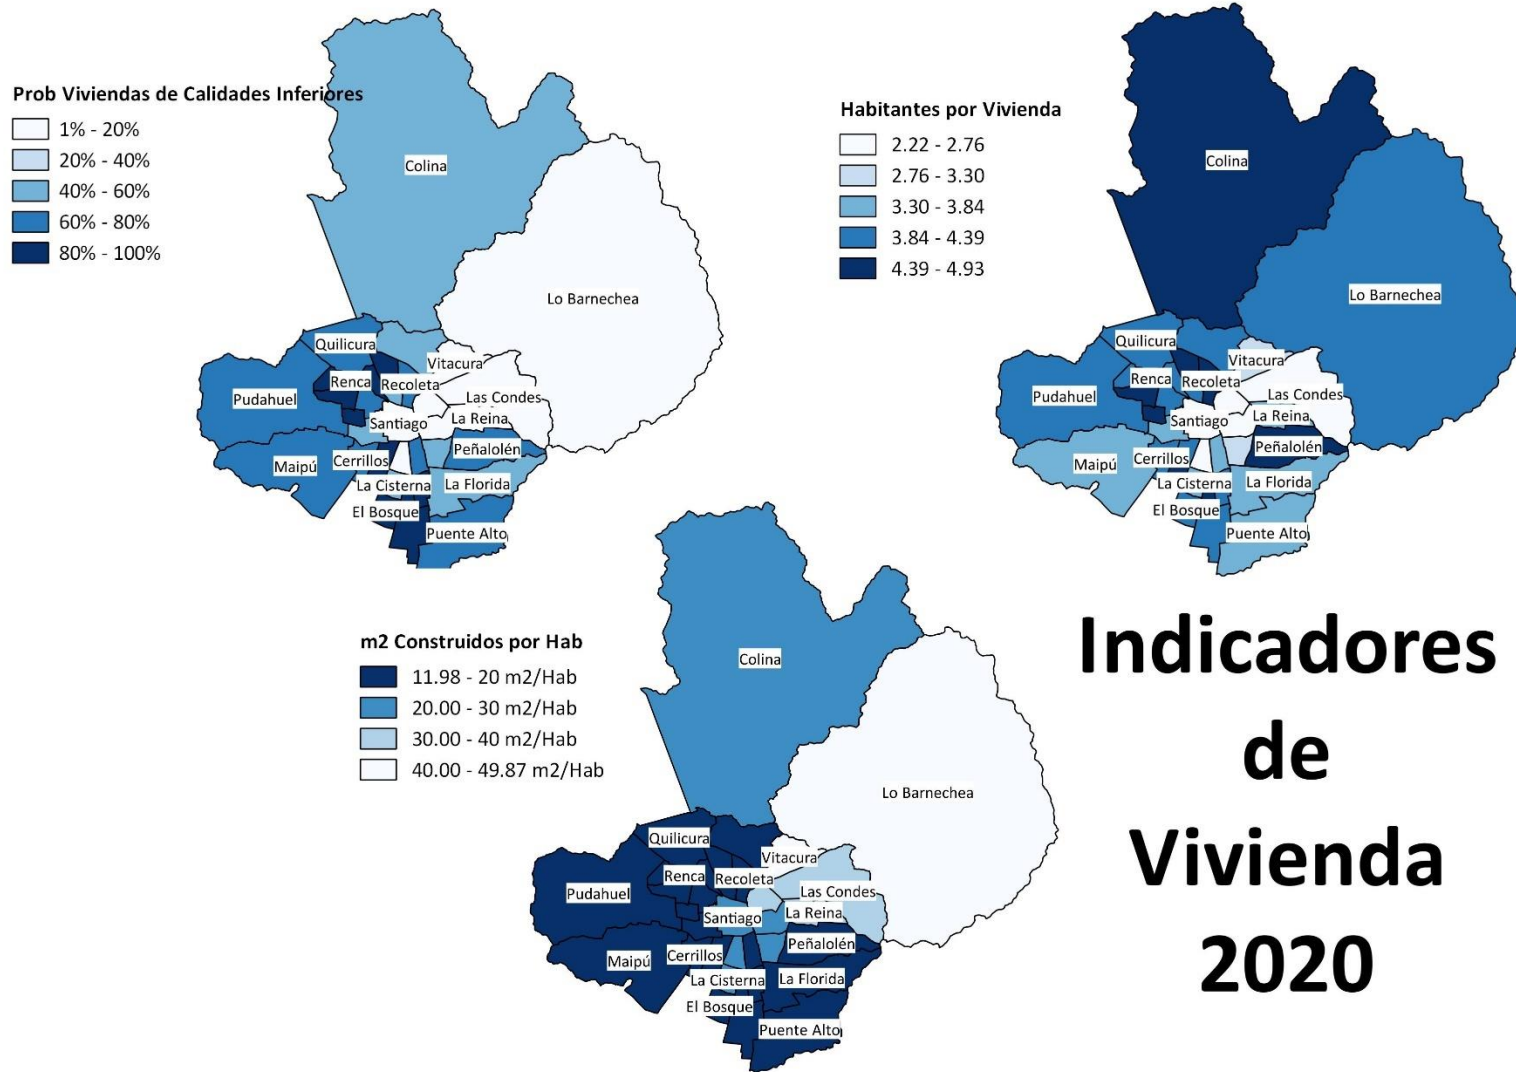 Prob Viviendas de Calidades Inferiores
1% - 20%
20% - 40%
40% - 60%
60% - 80%
80% - 100%
Colina
Lo Barnechea
Quilicura
Vitacura
Renca
Recoleta
Pudahuel
Las Condes
La Reina
Santiago
Peñalolén
Maipú
Cerrillos
La Cisterna
La Florida
El Bosque
Puente Alto
Habitantes por Vivienda
2.22 - 2.76
2.76 - 3.30
3.30 - 3.84
3.84 - 4.39
4.39 - 4.93
Colina
Lo Barnechea
Quilicura
Vitacura
Renca
Recoleta
Pudahuel
Las Condes
La Reina
Santiago
Peñalolén
Maipú
Cerrillos
La Cisterna
La Florida
El Bosque
Puente Alto
m2 Construidos por Hab
11.98 - 20 m2/Hab
20.00 - 30 m2/Hab
30.00 - 40 m2/Hab
40.00 - 49.87 m2/Hab
Colina
Lo Barnechea
Quilicura
Vitacura
Renca
Recoleta
Pudahuel
Las Condes
La Reina
Santiago
Peñalolén
Maipú
Cerrillos
La Cisterna
La Florida
El Bosque
Puente Alto
Indicadores
de
Vivienda
2020